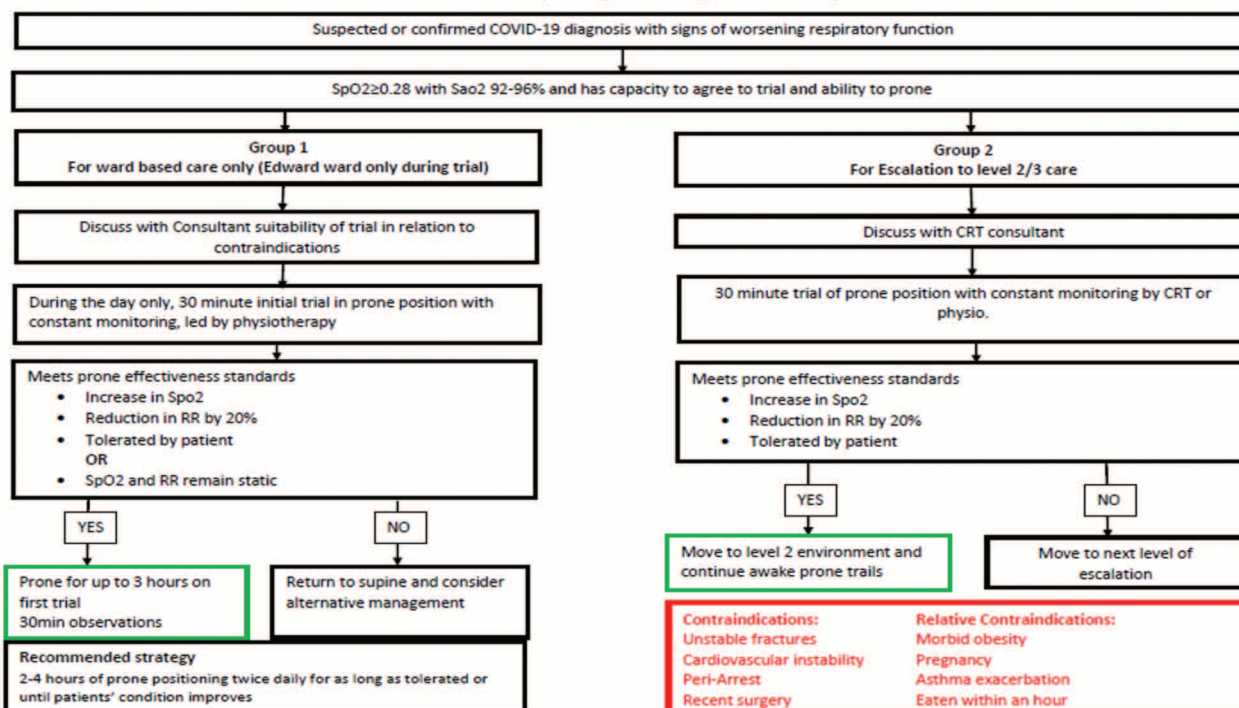 Suspected or confirmed COVID-19 diagnosis with signs of worsening respiratory function
SpO2≥0.28 with Sao2 92-96% and has capacity to agree to trial and ability to prone
Group 1
For ward based care only (Edward ward only during trial)
Discuss with Consultant suitability of trial in relation to
contraindications
During the day only, 30 minute initial trial in prone position with
constant monitoring, led by physiotherapy
Meets prone effectiveness standards
• Increase in Spo2
• Reduction in RR by 20%
• Tolerated by patient
OR
• SpO2 and RR remain static
YES
NO
Prone for up to 3 hours on
first trial
30min observations
Return to supine and consider
alternative management
Recommended strategy
2-4 hours of prone positioning twice daily for as long as tolerated or
until patients' condition improves
Group 2
For Escalation to level 2/3 care
Discuss with CRT consultant
30 minute trial of prone position with constant monitoring by CRT or
physio.
Meets prone effectiveness standards
• Increase in Spo2
• Reduction in RR by 20%
• Tolerated by patient
YES
NO
Move to level 2 environment and
continue awake prone trails
Move to next level of
escalation
Contraindications:
Unstable fractures
Cardiovascular instability
Peri-Arrest
Recent surgery
Relative Contraindications:
Morbid obesity
Pregnancy
Asthma exacerbation
Eaten within an hour